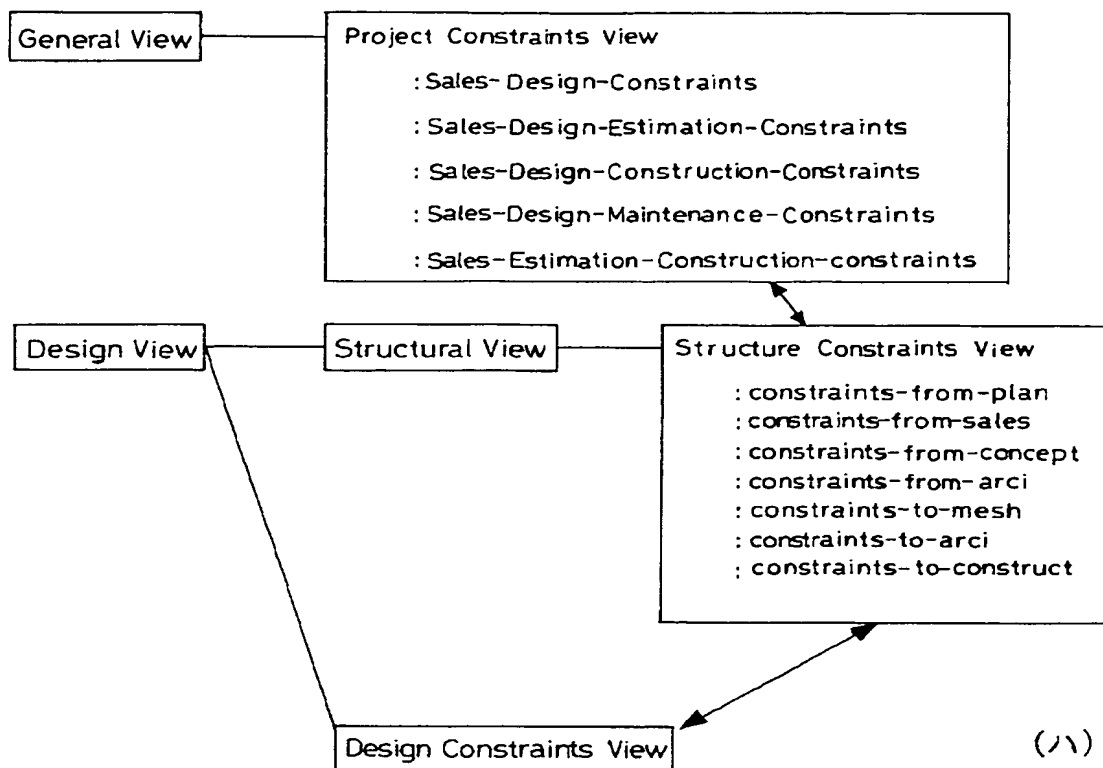 General View
Project Constraints View
:Sales-Design-Constraints
:Sales-Design-Estimation-Constraints
:Sales-Design-Construction-Constraints
:Sales-Design-Maintenance-Constraints
:Sales-Estimation-Construction-constraints
Design View
Structural View
Structure Constraints View
:constraints-from-plan
:constraints-from-sales
:constraints-from-concept
:constraints-from-arci
:constraints-to-mesh
:constraints-to-arci
:constraints-to-construct
Design Constraints View
(ハ)